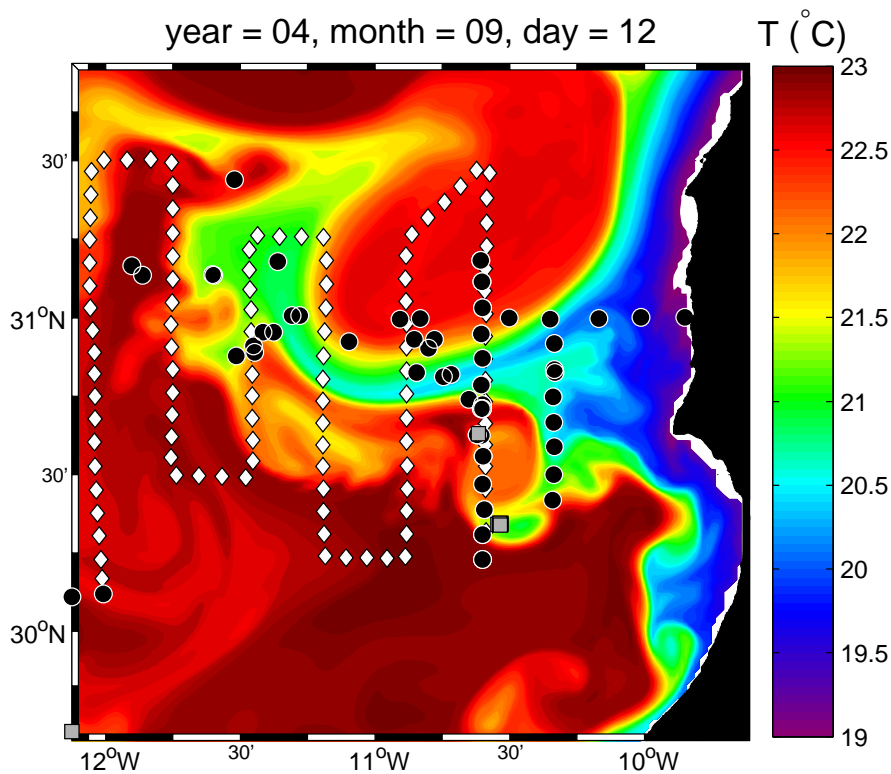 year = 04, month = 09, day = 12
T (°C)
30'
31°N
30'
30°N
12°W
30'
11°W
30'
10°W
23
22.5
22
21.5
21
20.5
20
19.5
19